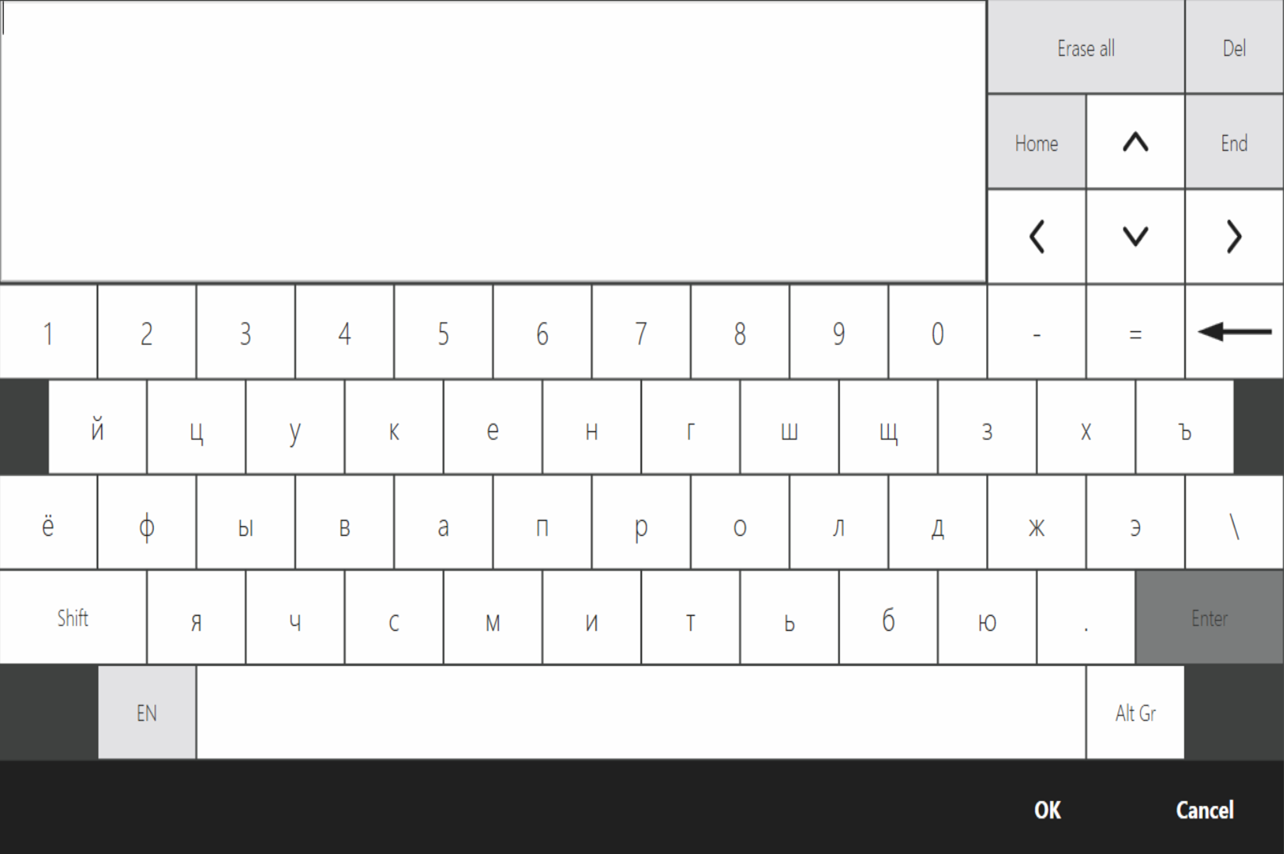 Erase all Del
Home End
1 2 3 4 5 6 7 8 9 0 - =
й ц у к е н г ш щ з х ъ
ё ф ы в а п р о л д ж э \
Shift я ч с м и т ь б ю . Enter
EN Alt Gr
OK Cancel